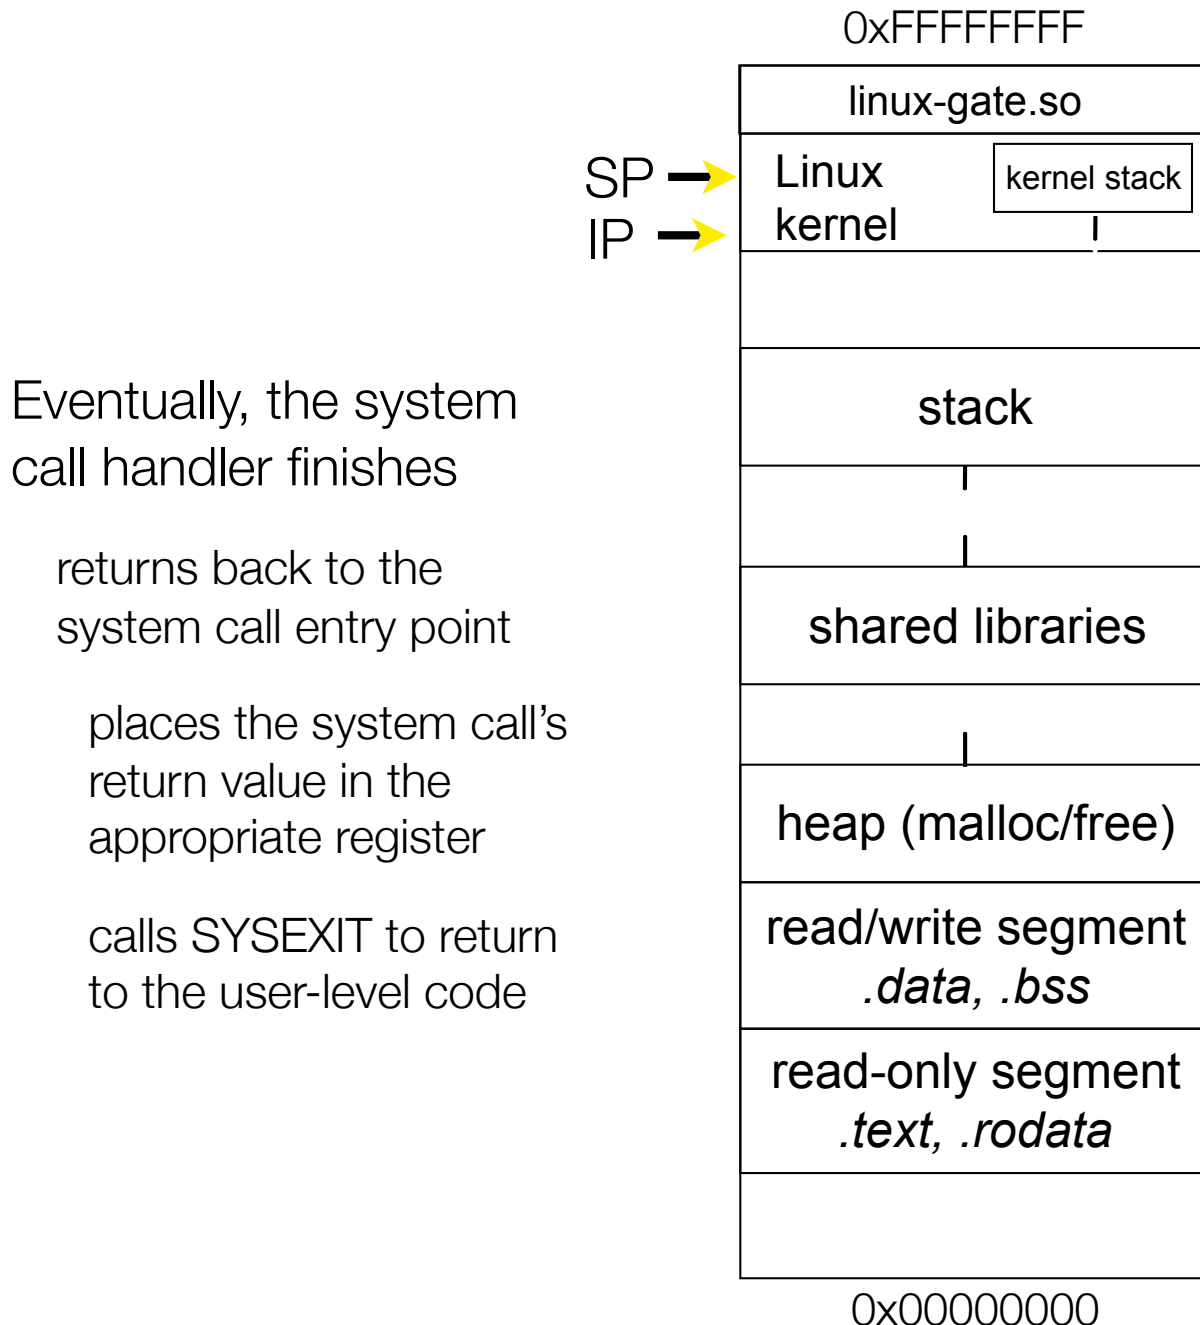 0xFFFFFFFF
linux-gate.so
SP
IP
Linux
kernel
kernel stack
Eventually, the system
call handler finishes
returns back to the
system call entry point
places the system call’s
return value in the
appropriate register
calls SYSEXIT to return
to the user-level code
stack
shared libraries
heap (malloc/free)
read/write segment
.data, .bss
read-only segment
.text, .rodata
0x00000000